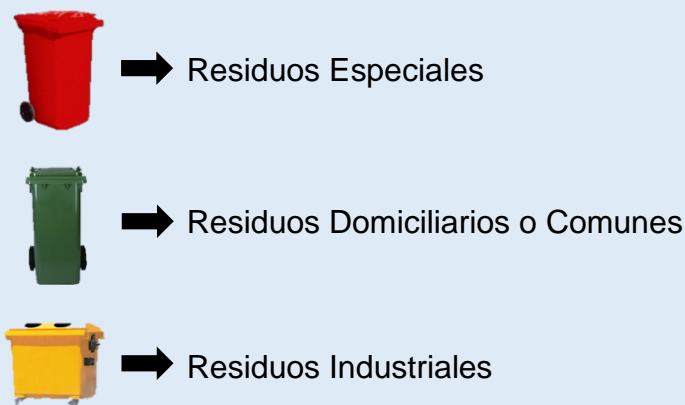 Residuos Especiales
Residuos Domiciliarios o Comunes
Residuos Industriales